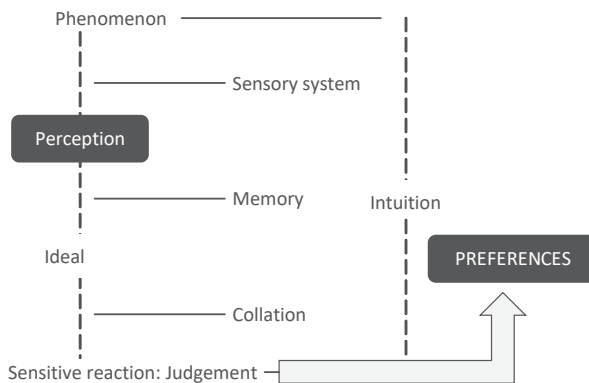 Phenomenon
Sensory system
Perception
Memory
Intuition
Ideal
PREFERENCES
Collation
Sensitive reaction: Judgement